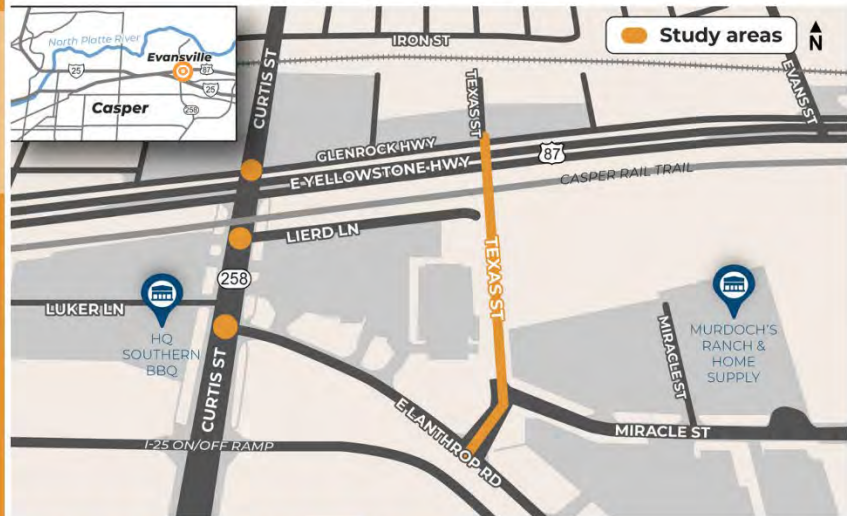 North Platte River
Evansville
25
87
25
Casper
258
IRON ST
Study areas
N
CURTIS ST
TEXAS ST
EVANS ST
GLENROCK HWY
E YELLOWSTONE HWY
87
CASPER RAIL TRAIL
LIERD LN
TEXAS ST
258
LUKER LN
HQ
SOUTHERN
BBQ
MIRACLE ST
MURDOCH'S
RANCH &
HOME
SUPPLY
CURTIS ST
E LANTHROP RD
MIRACLE ST
I-25 ON/OFF RAMP